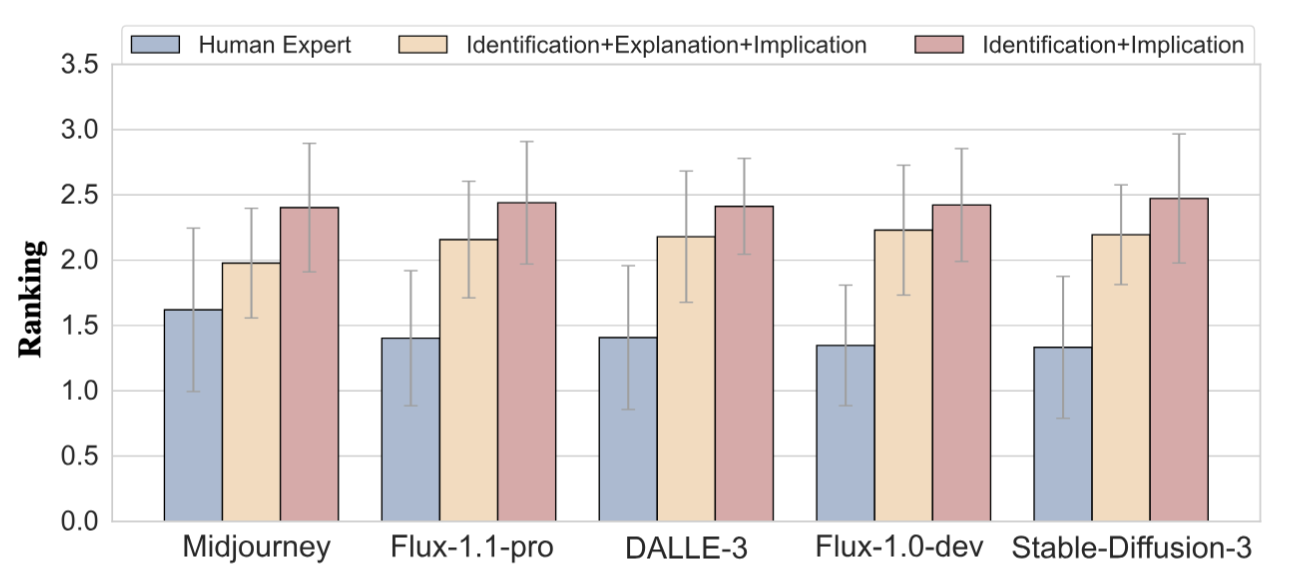 Human Expert
Identification+Explanation+Implication
Identification+Implication
Ranking
3.5
3.0
2.5
2.0
1.5
1.0
0.5
0.0
Midjourney
Flux-1.1-pro
DALLE-3
Flux-1.0-dev
Stable-Diffusion-3